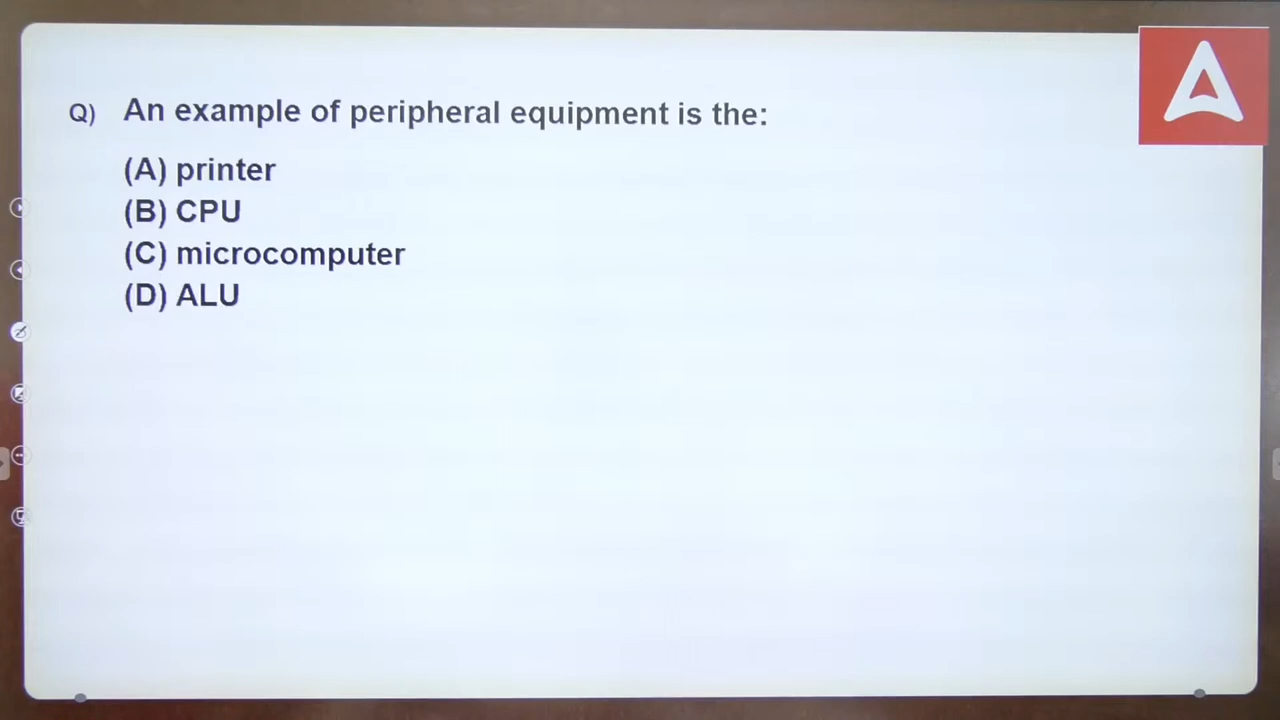 Q) An example of peripheral equipment is the:
(A) printer
(B) CPU
(C) microcomputer
(D) ALU